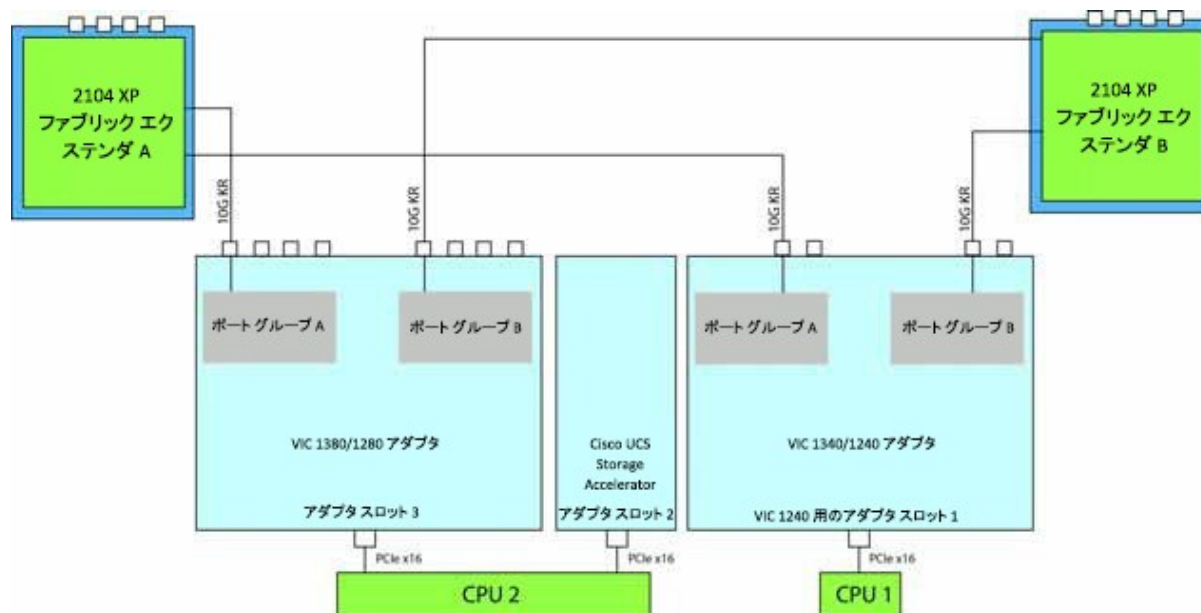 2104 XP
ファブリック エク
ステンダ A
2104 XP
ファブリック エク
ステンダ B
10G KR
10G KR
10G KR
10G KR
ポート グループ A
ポート グループ B
ポート グループ A
ポート グループ B
VIC 1380/1280 アダプタ
アダプタ スロット 3
Cisco UCS
Storage
Accelerator
アダプタ スロット 2
VIC 1340/1240 アダプタ
VIC 1240 用のアダプタ スロット 1
PCIe x16
PCIe x16
PCIe x16
CPU 2
CPU 1